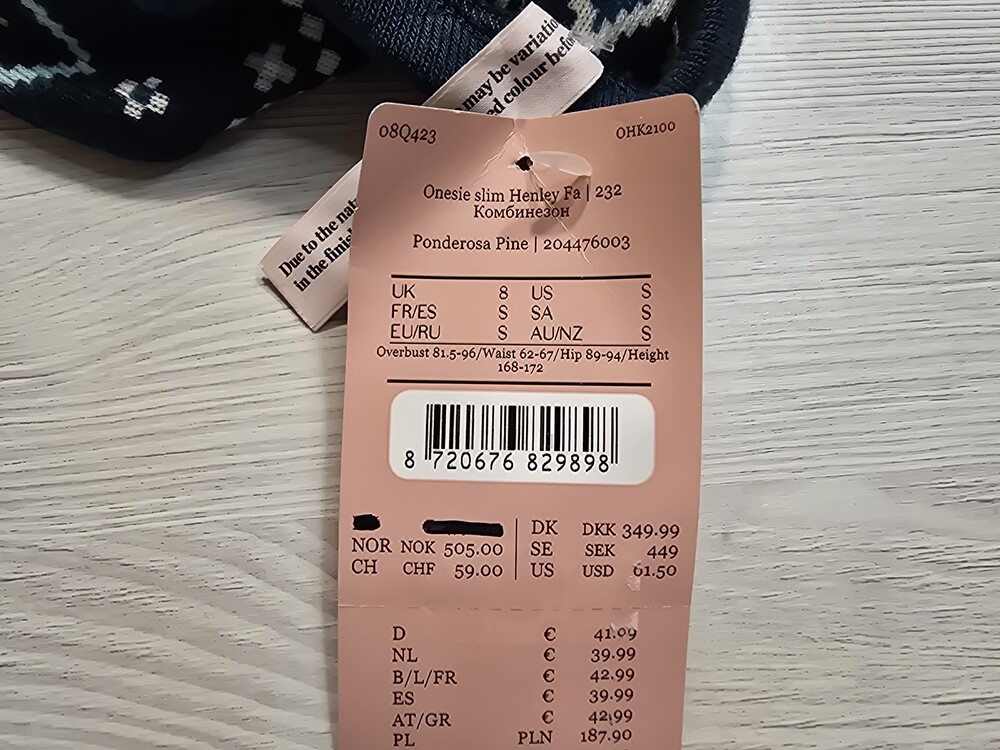 may be variatio
ed colour befo
Due to the nat
in the finis
08Q423 OHK2100
Onesie slim Henley Fa | 232
Комбинезон
Ponderosa Pine | 204476003
UK 8 US S
FR/ES S SA S
EU/RU S AU/NZ S
Overbust 81.5-96/Waist 62-67/Hip 89-94/Height
168-172
8 720676 829898
DK DKK 349.99
NOR NOK 505.00 SE SEK 449
CH CHF 59.00 US USD 61.50
D € 41.09
NL € 39.99
B/L/FR € 42.99
ES € 39.99
AT/GR € 42.99
PL PLN 187.90